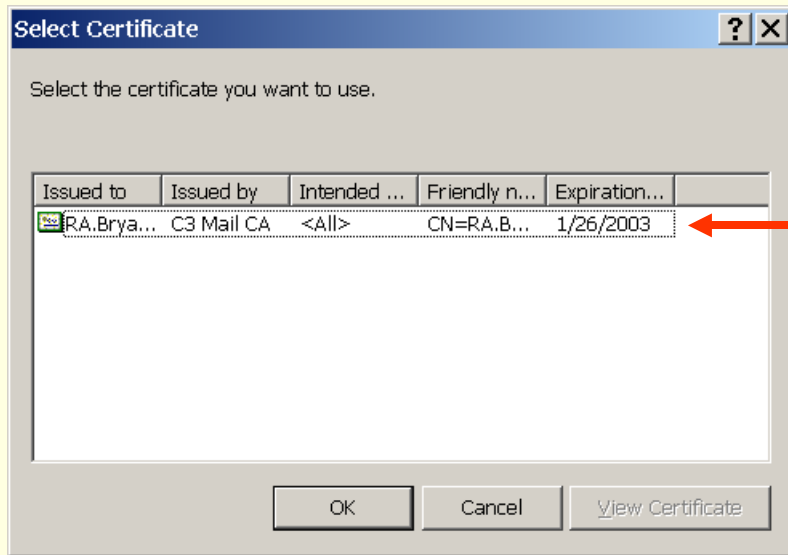 Select Certificate
Select the certificate you want to use.
Issued to Issued by Intended ... Friendly n... Expiration...
RA.Brya... C3 Mail CA <All> CN=RA.B... 1/26/2003
OK Cancel View Certificate